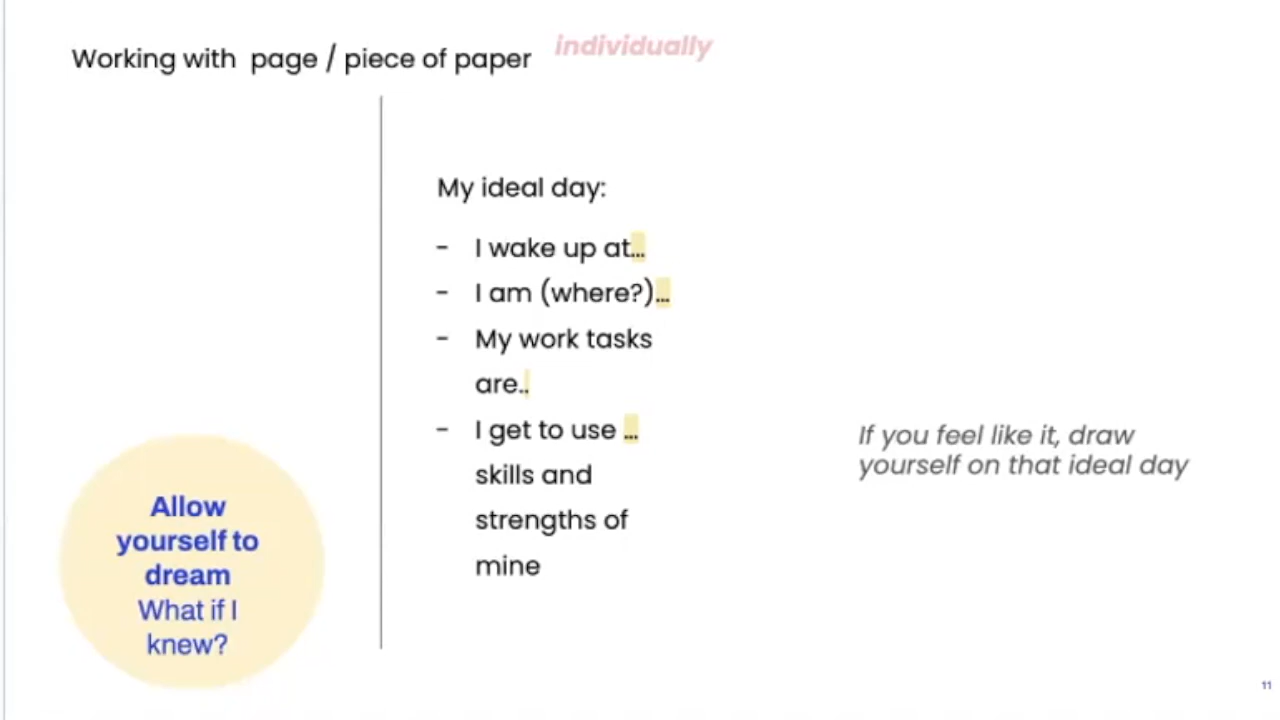 Working with page / piece of paper
individually
My ideal day:
- I wake up at...
- I am (where?)...
- My work tasks
are..
- I get to use ...
skills and
strengths of
mine
If you feel like it, draw
yourself on that ideal day
Allow
yourself to
dream
What if I
knew?
11